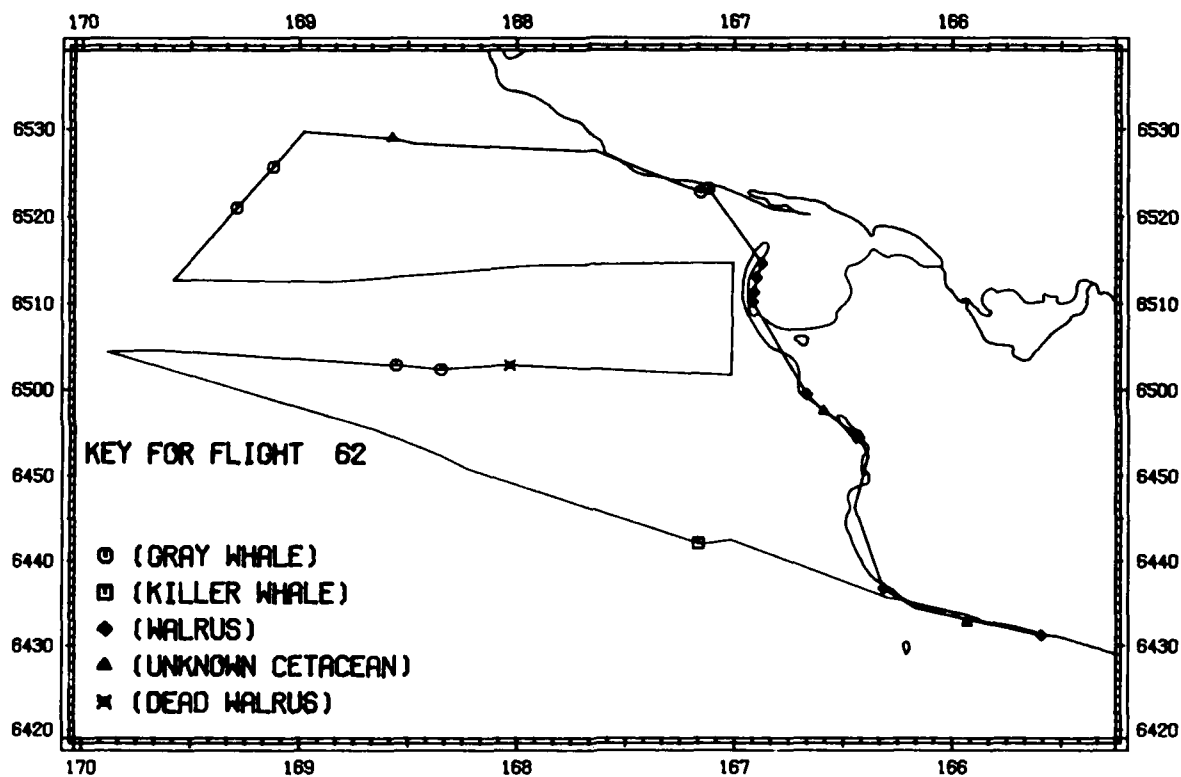 170 169 168 167 166
6530 6530
6520 6520
6510 6510
6500 6500
KEY FOR FLIGHT 62
6450 6450
(GRAY WHALE)
6440 6440
(KILLER WHALE)
(WALRUS)
6430 6430
(UNKNOWN CETACEAN)
(DEAD WALRUS)
6420 6420
170 169 168 167 166